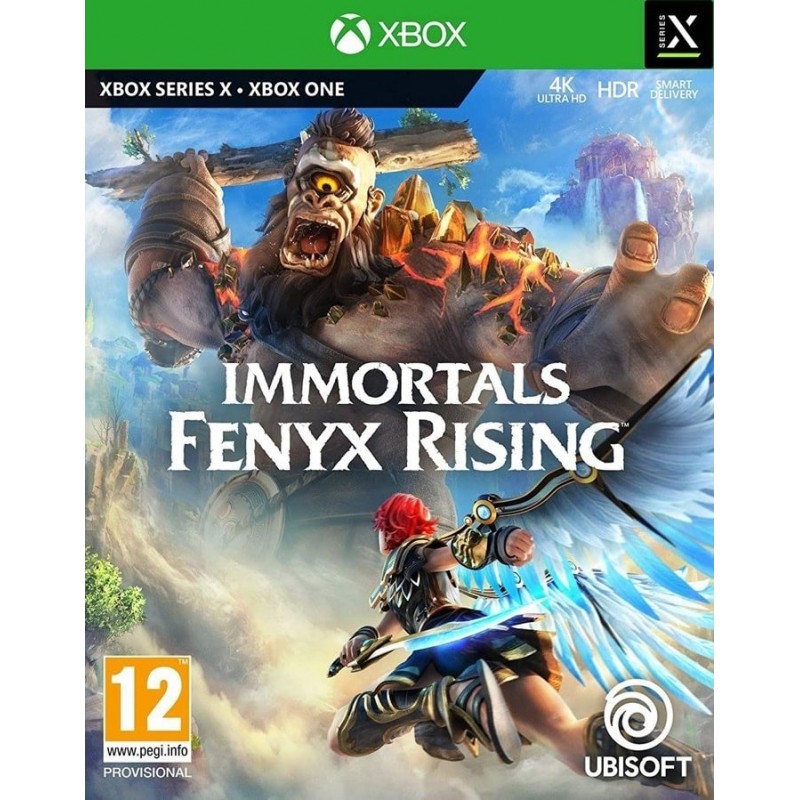 XBOX
SERIES X
XBOX SERIES X • XBOX ONE
4K
ULTRA HD
HDR
SMART
DELIVERY
IMMORTALS
FENYX RISING™
12
www.pegi.info
PROVISIONAL
UBISOFT